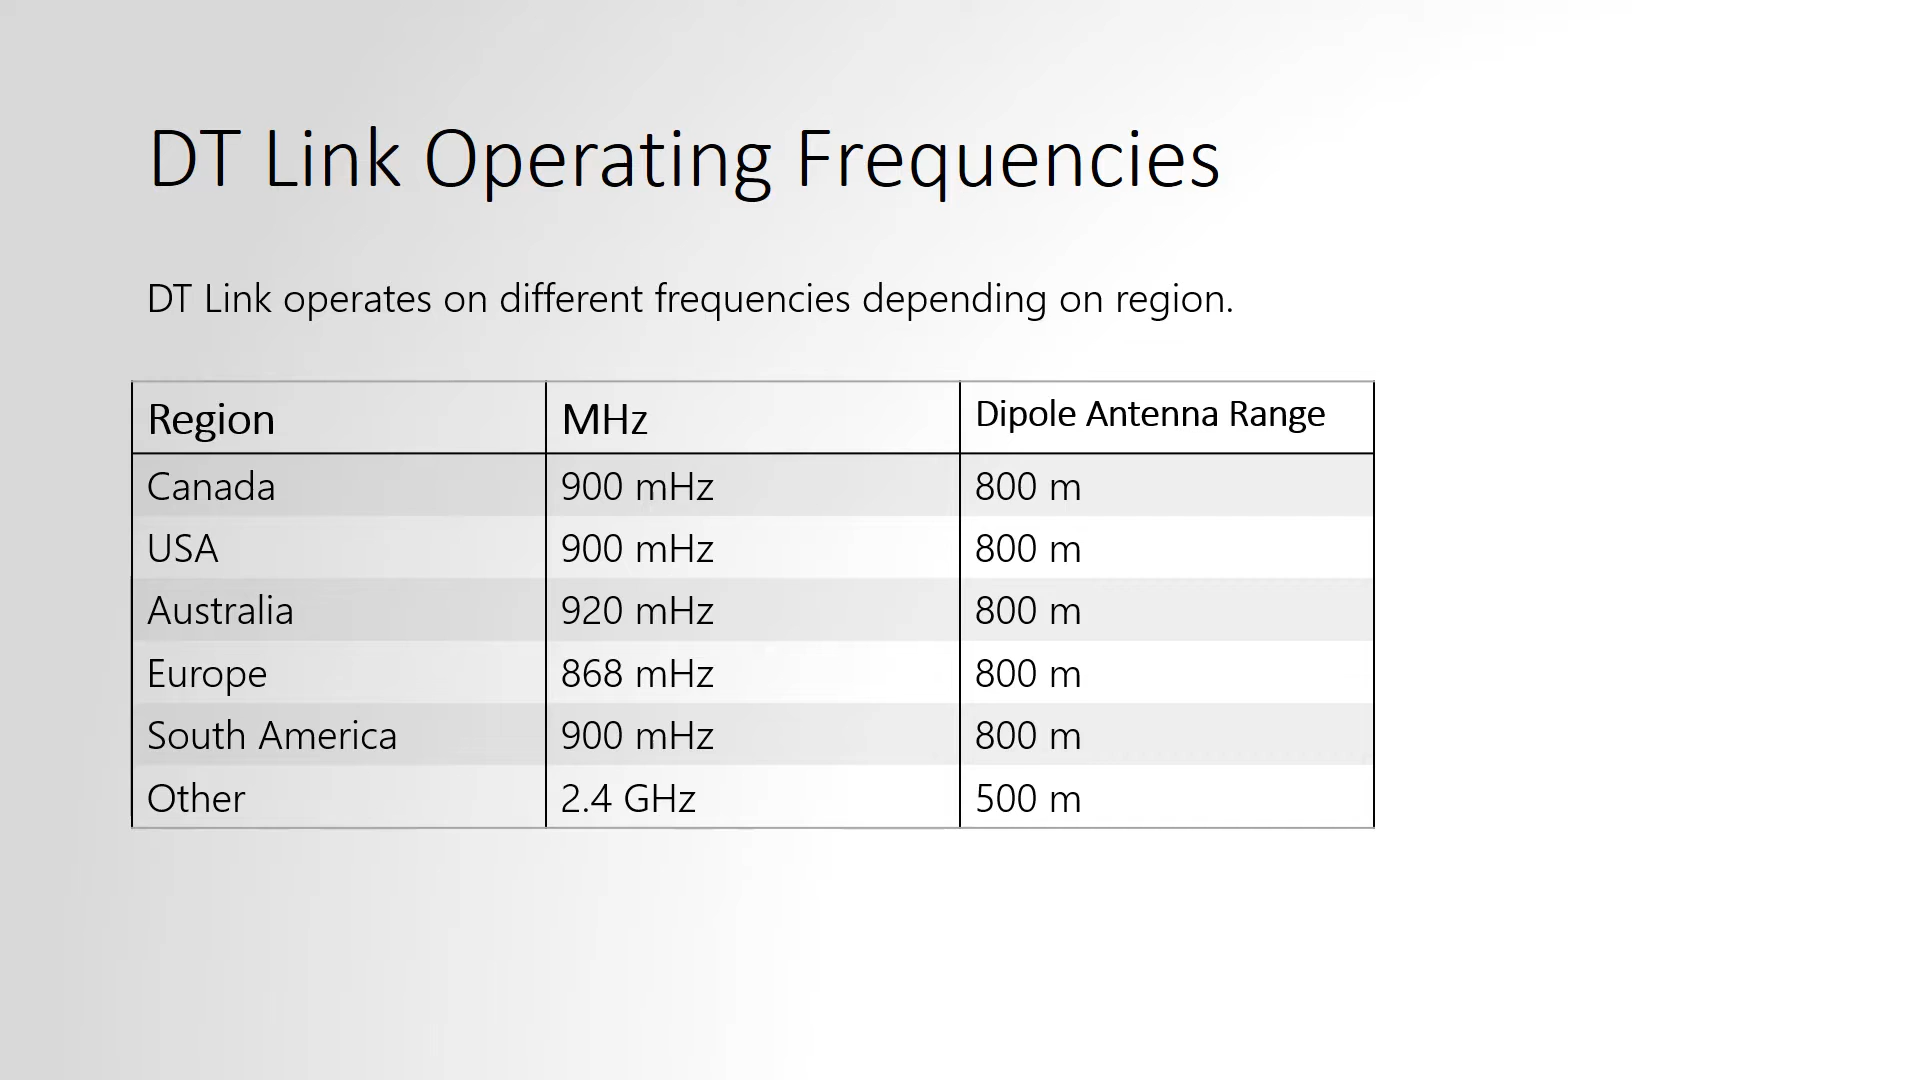 DT Link Operating Frequencies
DT Link operates on different frequencies depending on region.
Region MHz Dipole Antenna Range
Canada 900 mHz 800 m
USA 900 mHz 800 m
Australia 920 mHz 800 m
Europe 868 mHz 800 m
South America 900 mHz 800 m
Other 2.4 GHz 500 m